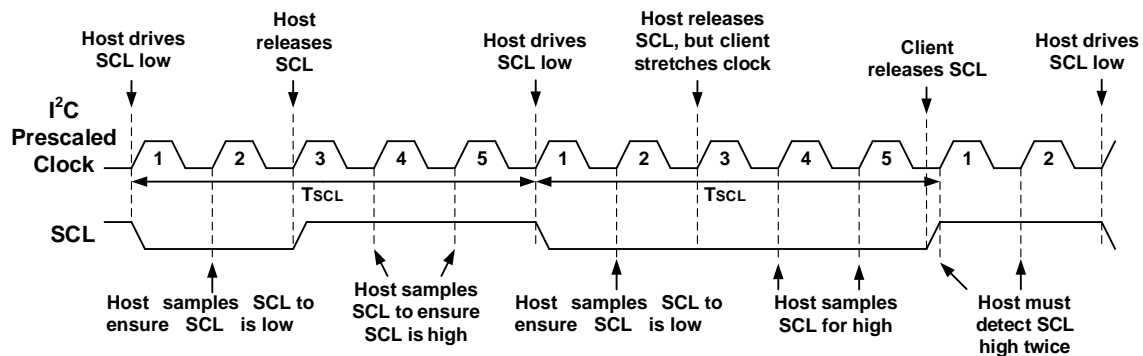 Host drives
SCL low
Host
releases
SCL
Host drives
SCL low
Host releases
SCL, but client
stretches clock
Client
releases SCL
Host drives
SCL low
I²C
Prescaled
Clock
1 2 3 4 5 1 2 3 4 5 1 2
TSCL TSCL
SCL
Host samples SCL to
ensure SCL is low
Host samples
SCL to ensure
SCL is high
Host samples SCL to
ensure SCL is low
Host samples
SCL for high
Host must
detect SCL
high twice